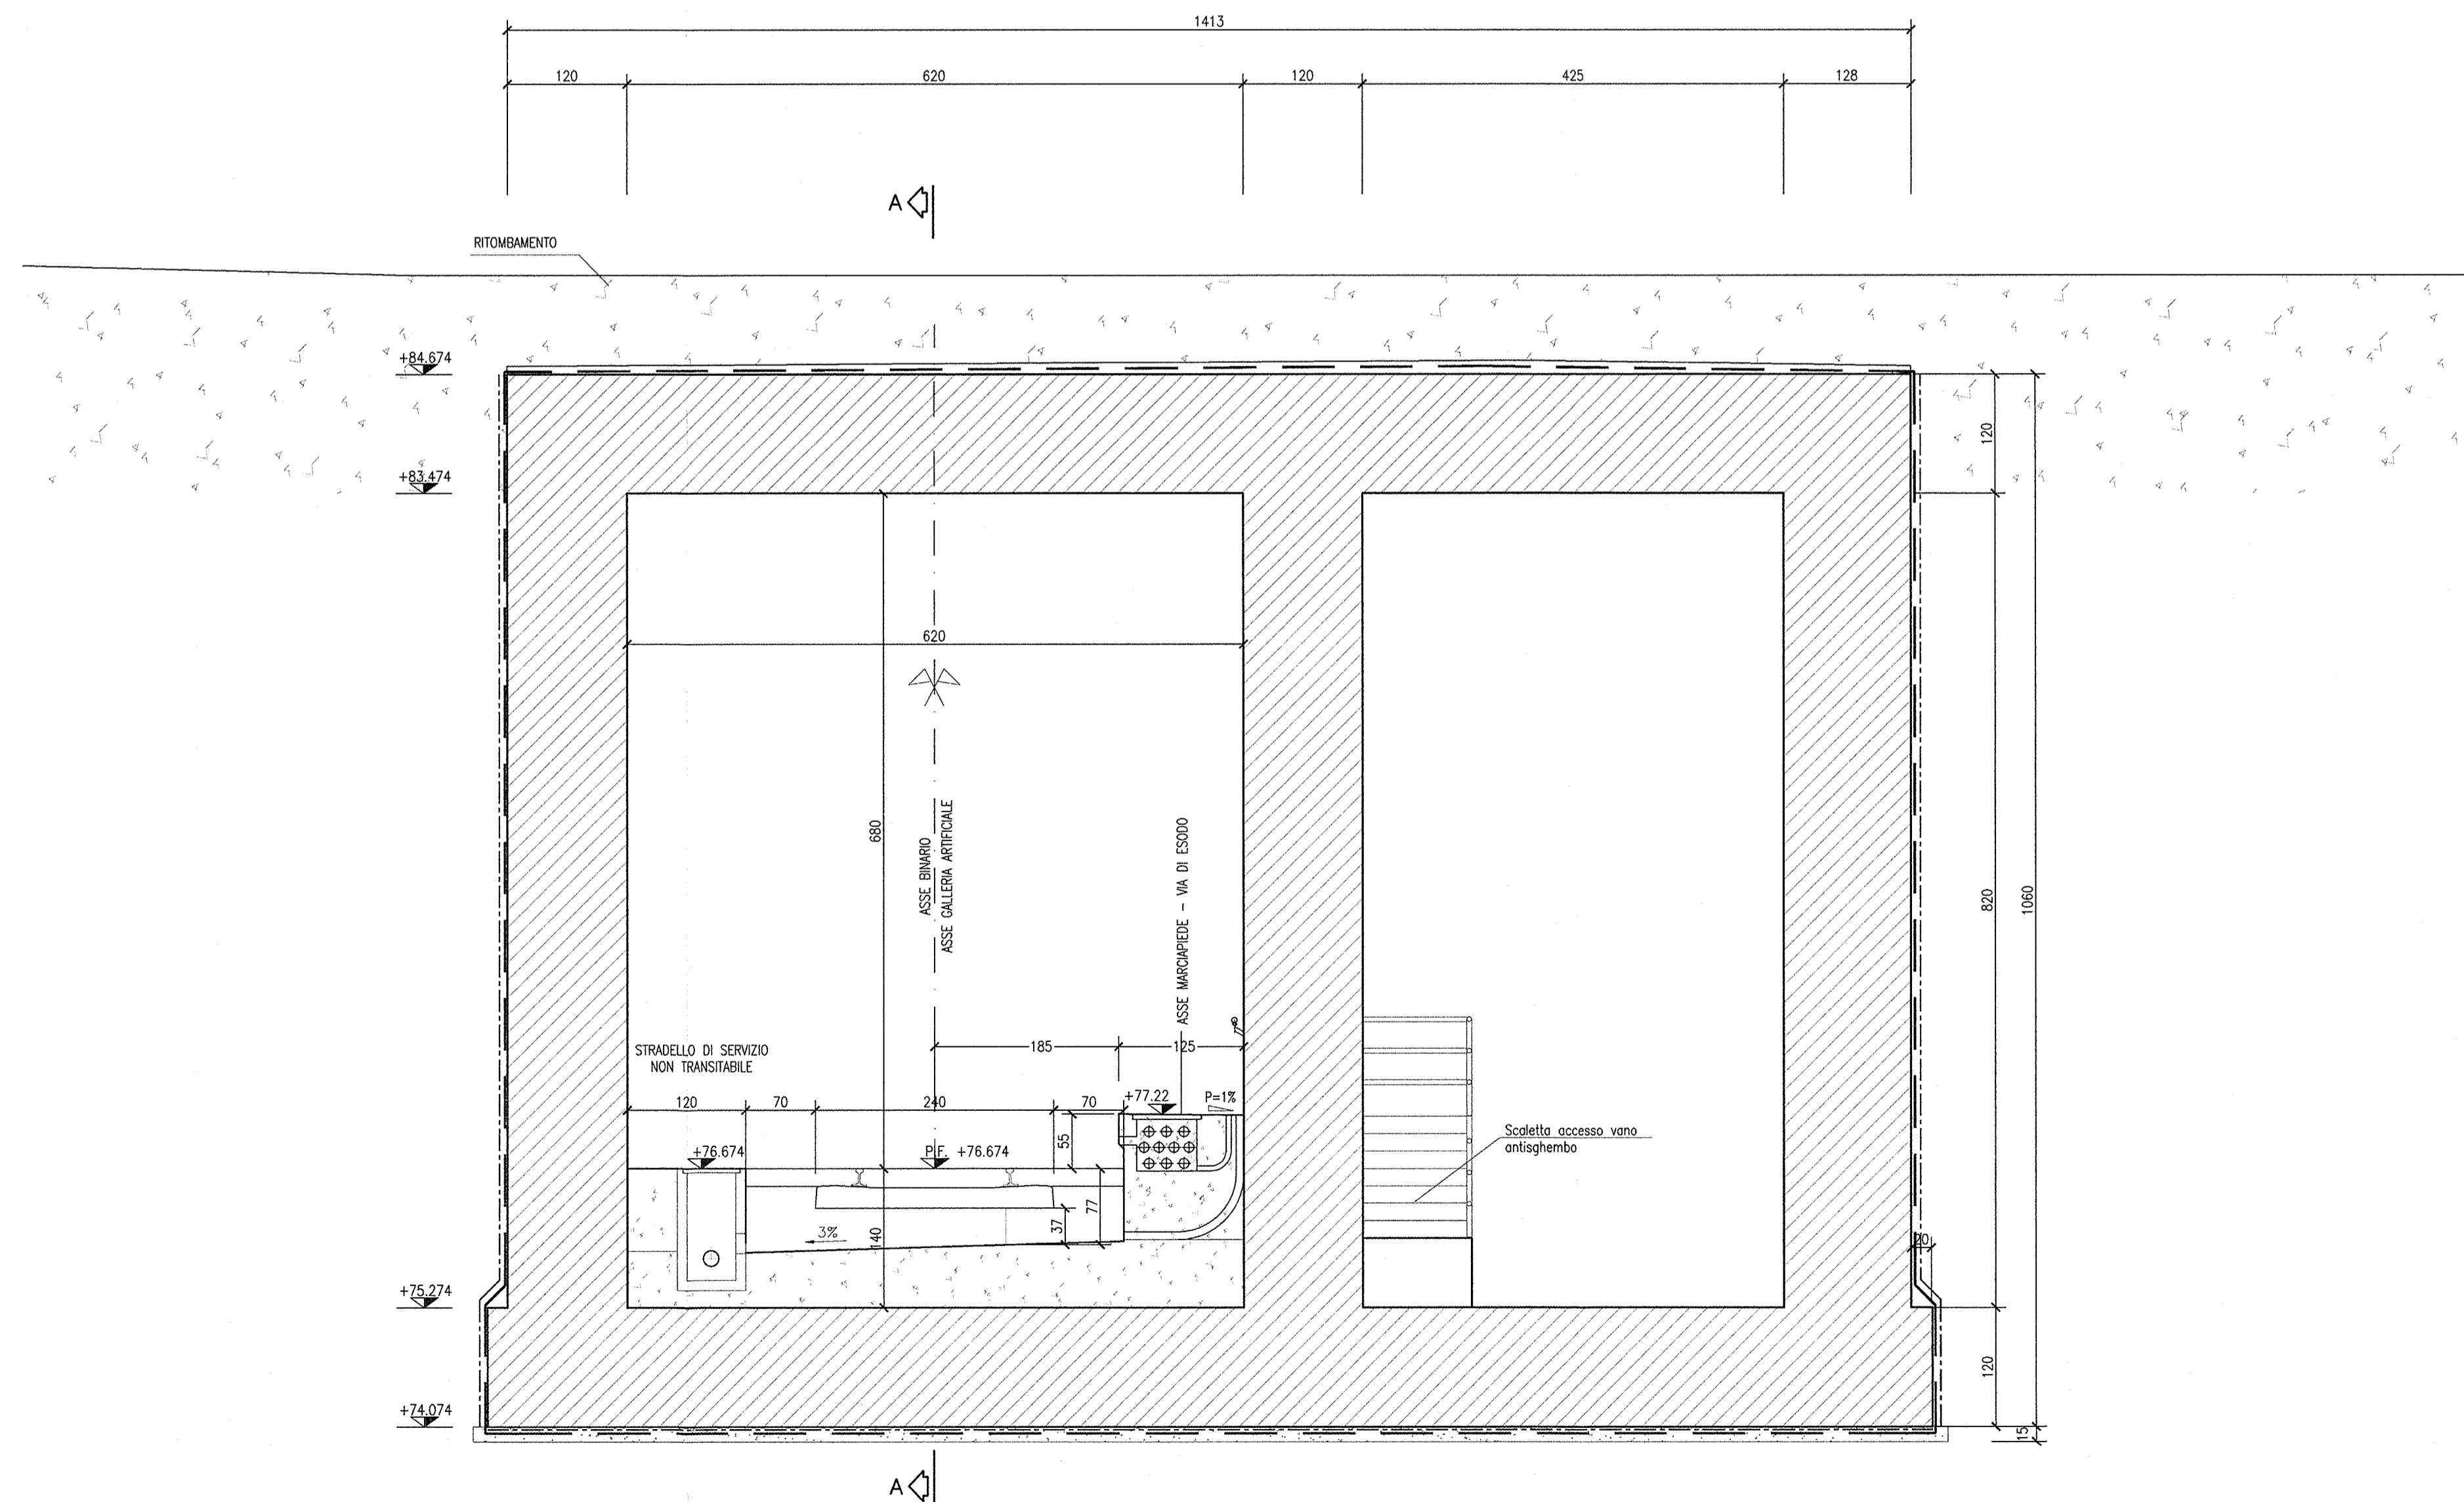 1413
120
620
120
425
128
A
RITOMBAMENTO
+84.674
+83.474
120
620
680
ASSE BINARIO
ASSE GALLERIA ARTIFICIALE
ASSE MARCIAPIEDE – VIA DI ESODO
820
1060
STRADELLO DI SERVIZIO
NON TRANSITABILE
185
125
120
70
240
70
+77.22
P=1%
55
+76.674
P.F. +76.674
Scaletta accesso vano
antisghembo
77
37
3%
140
20
+75.274
120
+74.074
15
A